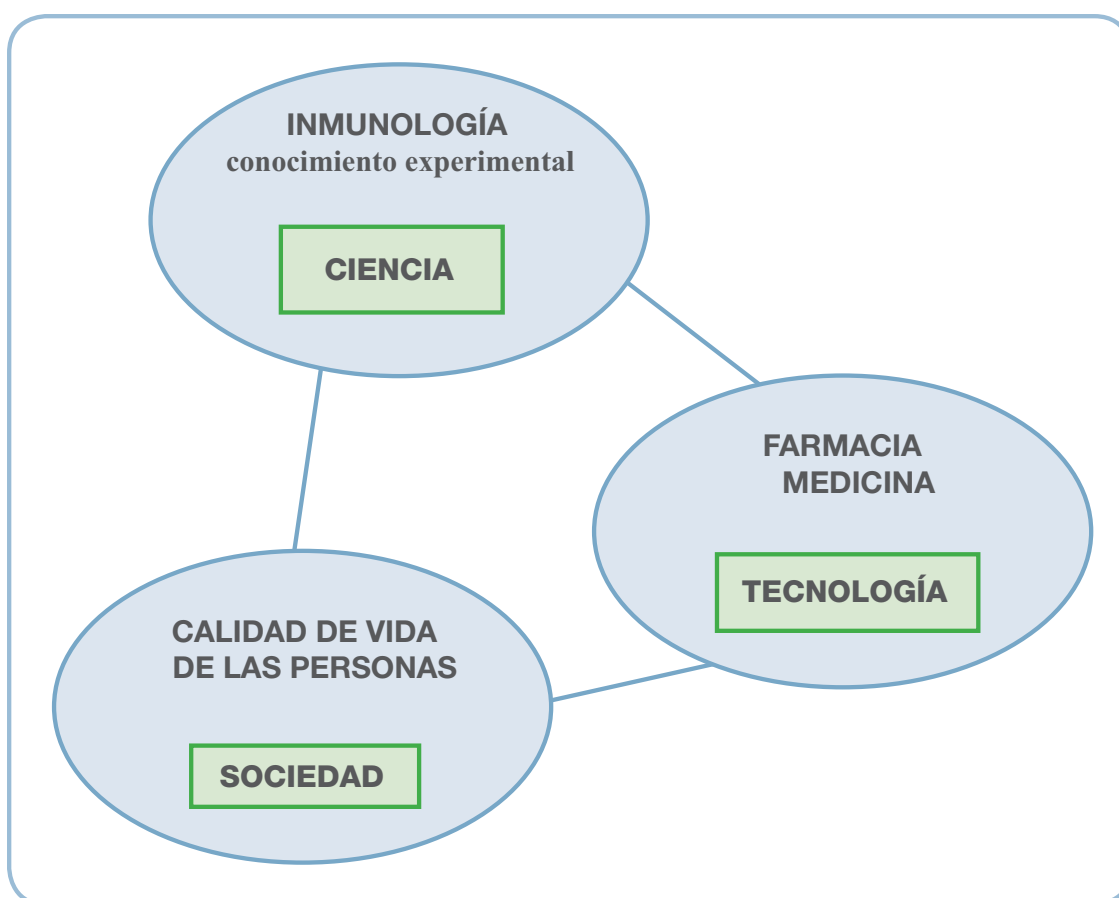 INMUNOLOGÍA
conocimiento experimental
CIENCIA
FARMACIA
MEDICINA
TECNOLOGÍA
CALIDAD DE VIDA
DE LAS PERSONAS
SOCIEDAD